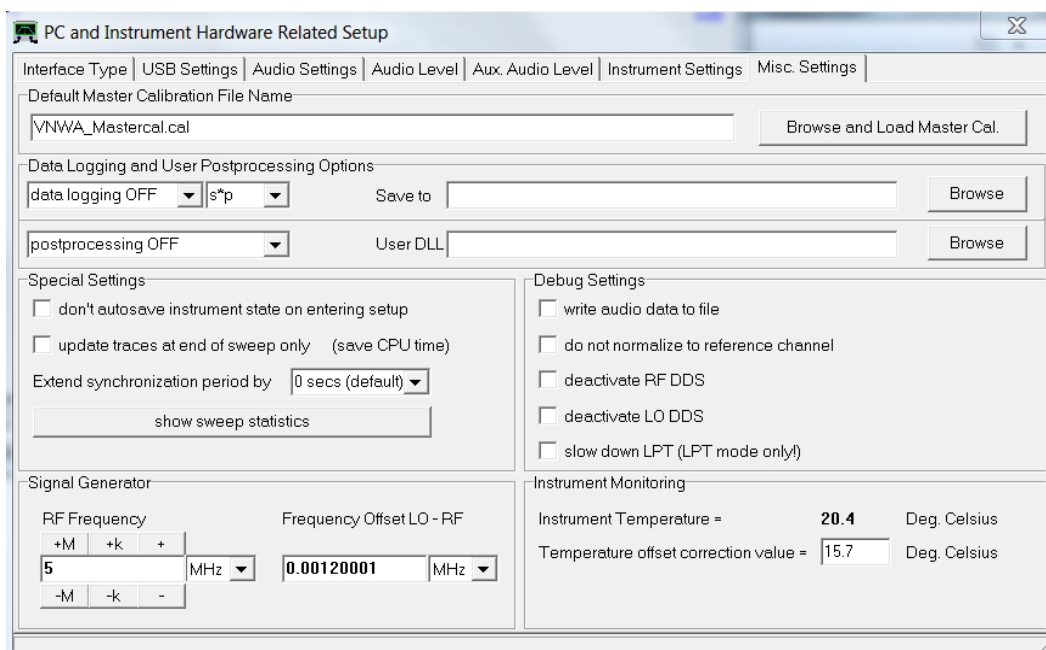 PC and Instrument Hardware Related Setup
Interface Type USB Settings Audio Settings Audio Level Aux. Audio Level Instrument Settings Misc. Settings
Default Master Calibration File Name
VNWA_Mastercal.cal Browse and Load Master Cal.
Data Logging and User Postprocessing Options
data logging OFF s*p Save to Browse
postprocessing OFF User DLL Browse
Special Settings
don't autosave instrument state on entering setup
update traces at end of sweep only (save CPU time)
Extend synchronization period by 0 secs (default)
show sweep statistics
Debug Settings
write audio data to file
do not normalize to reference channel
deactivate RF DDS
deactivate LO DDS
slow down LPT (LPT mode only!)
Signal Generator
RF Frequency Frequency Offset LO - RF
+M +k +
5 MHz 0.00120001 MHz
-M -k -
Instrument Monitoring
Instrument Temperature = 20.4 Deg. Celsius
Temperature offset correction value = 15.7 Deg. Celsius